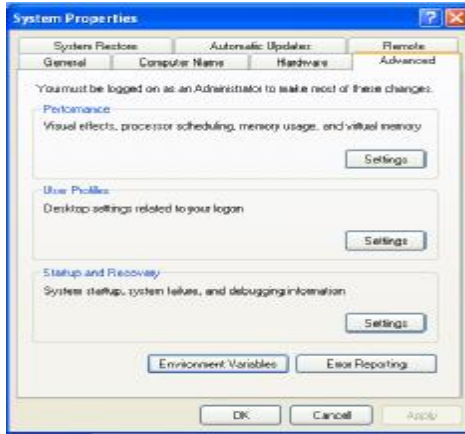 System Properties
System Restore Automatic Updates Remote
General Computer Name Hardware Advanced
You must be logged on as an Administrator to make most of these changes.
Performance
Visual effects, processor scheduling, memory usage, and virtual memory
Settings
User Profiles
Desktop settings related to your logon
Settings
Startup and Recovery
System startup, system failure, and debugging information
Settings
Environment Variables Error Reporting
OK Cancel Apply